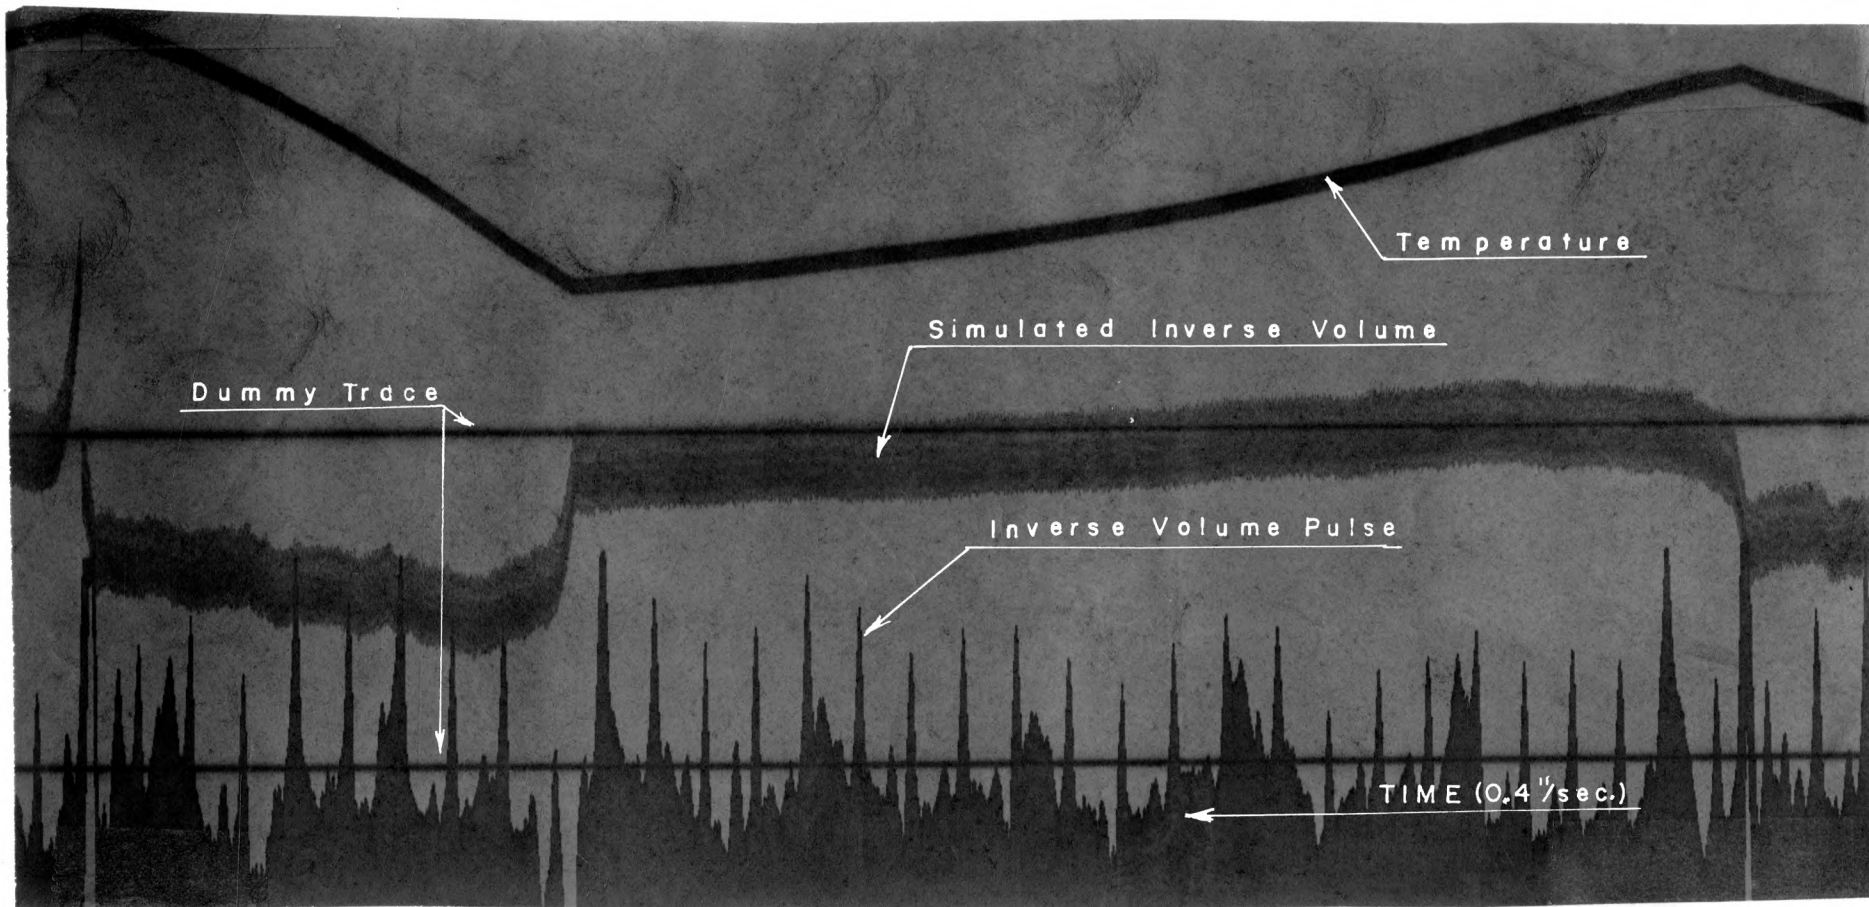 Temperature
Simulated Inverse Volume
Dummy Trace
Inverse Volume Pulse
TIME (0.4"/sec.)